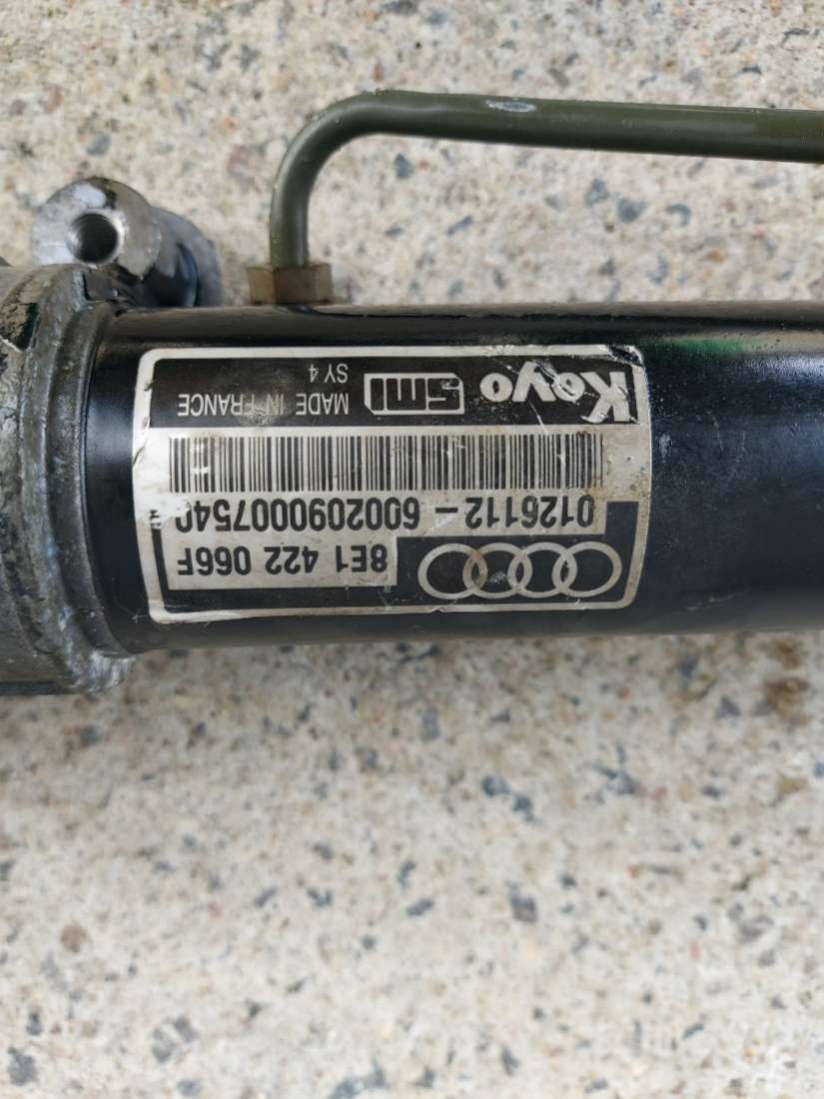 Koyo SMI MADE IN FRANCE
SY 4
0126112- 6002090007540
8E1 422 066F